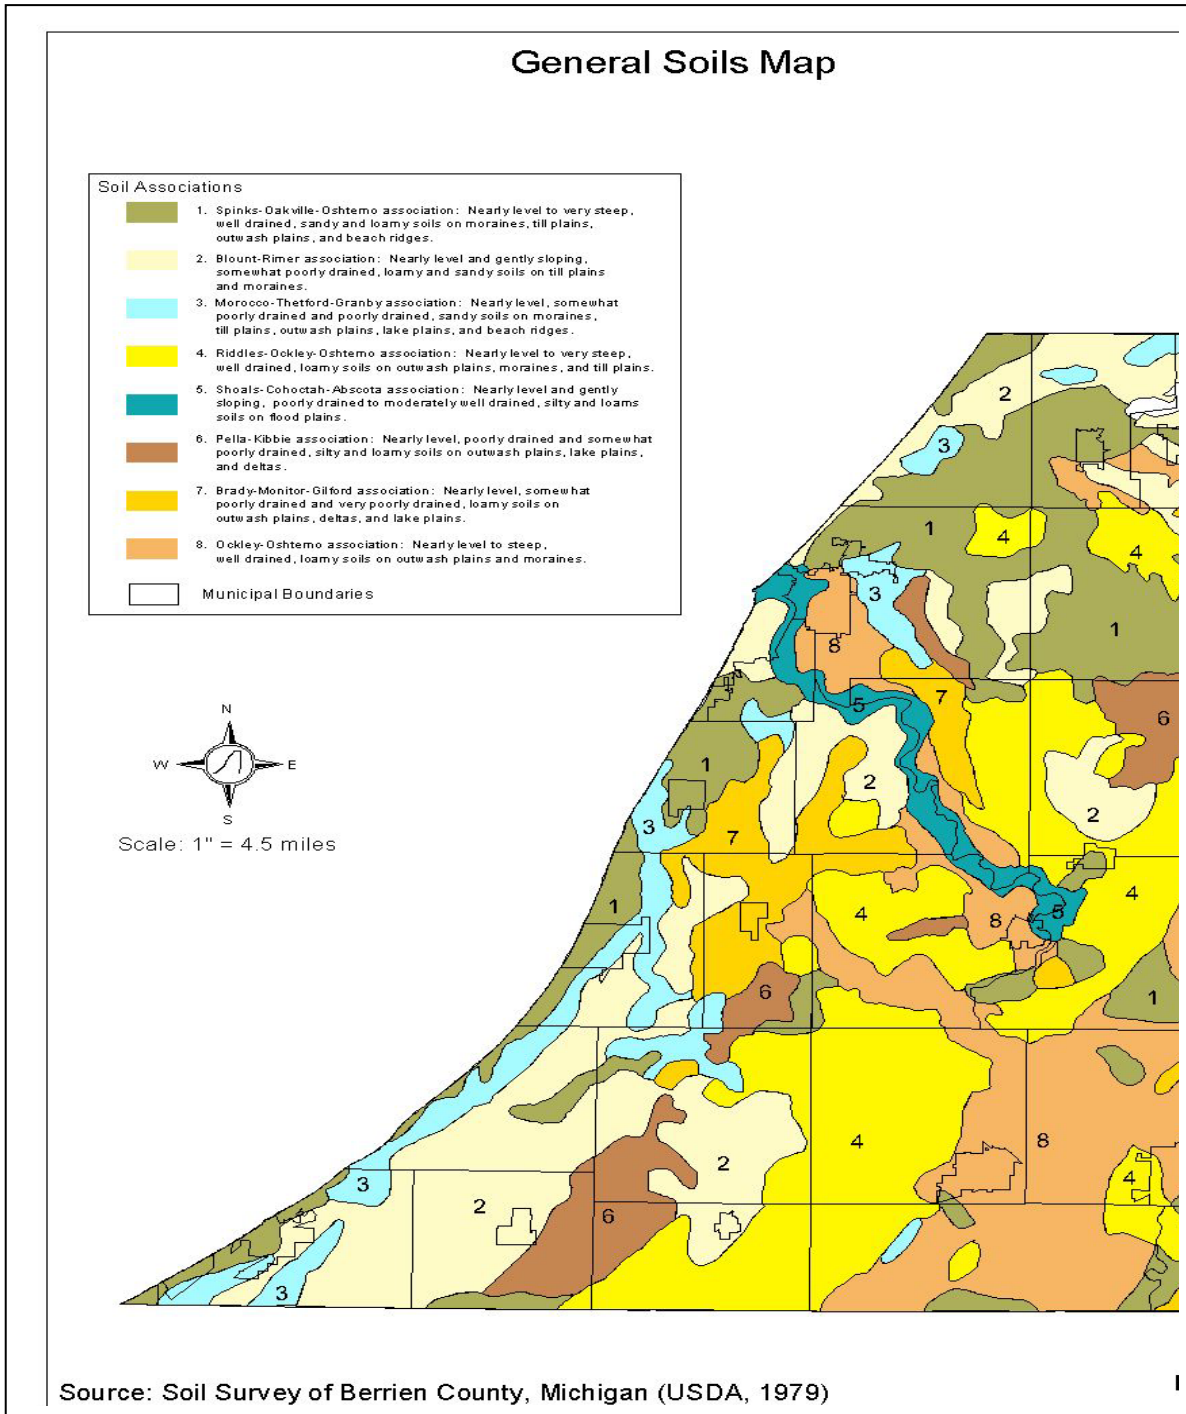 General Soils Map
Soil Associations
1. Spinks-Oakville-Oshtemo association: Nearly level to very steep,
well drained, sandy and loamy soils on moraines, till plains,
outwash plains, and beach ridges.
2. Blount-Rimer association: Nearly level and gently sloping,
somewhat poorly drained, loamy and sandy soils on till plains
and moraines.
3. Morocco-Thetford-Granby association: Nearly level, somewhat
poorly drained and poorly drained, sandy soils on moraines,
till plains, outwash plains, lake plains, and beach ridges.
4. Riddles-Ockley-Oshtemo association: Nearly level to very steep,
well drained, loamy soils on outwash plains, moraines, and till plains.
5. Shoals-Cohoctah-Abscota association: Nearly level and gently
sloping, poorly drained to moderately well drained, silty and loams
soils on flood plains.
6. Pella-Kibbie association: Nearly level, poorly drained and somewhat
poorly drained, silty and loamy soils on outwash plains, lake plains,
and deltas.
7. Brady-Monitor-Gilford association: Nearly level, somewhat
poorly drained and very poorly drained, loamy soils on
outwash plains, deltas, and lake plains.
8. Ockley-Oshtemo association: Nearly level to steep,
well drained, loamy soils on outwash plains and moraines.
Municipal Boundaries
2
3
1
4
4
3
1
8
5
7
6
1
2
2
3
7
1
4
8
5
4
6
1
4
8
2
4
3
2
6
3
N
W E
S
Scale: 1" = 4.5 miles
Source: Soil Survey of Berrien County, Michigan (USDA, 1979)